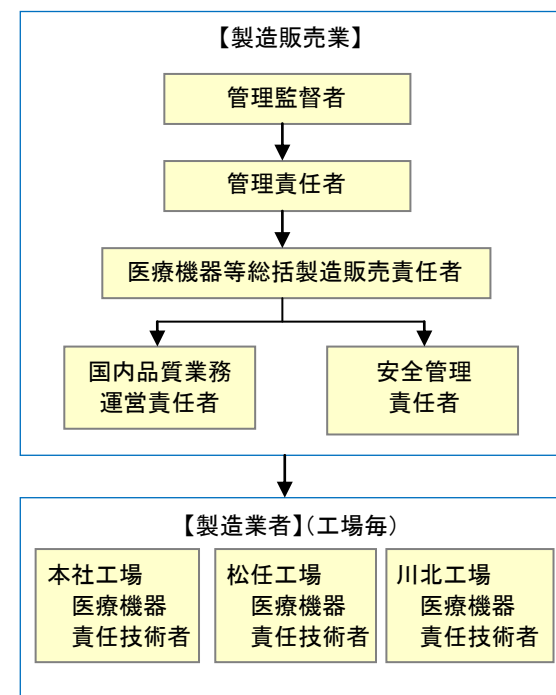 【製造販売業】
管理監督者
管理責任者
医療機器等総括製造販売責任者
国内品質業務
運営責任者
安全管理
責任者
【製造業者】(工場毎)
本社工場
医療機器
責任技術者
松任工場
医療機器
責任技術者
川北工場
医療機器
責任技術者